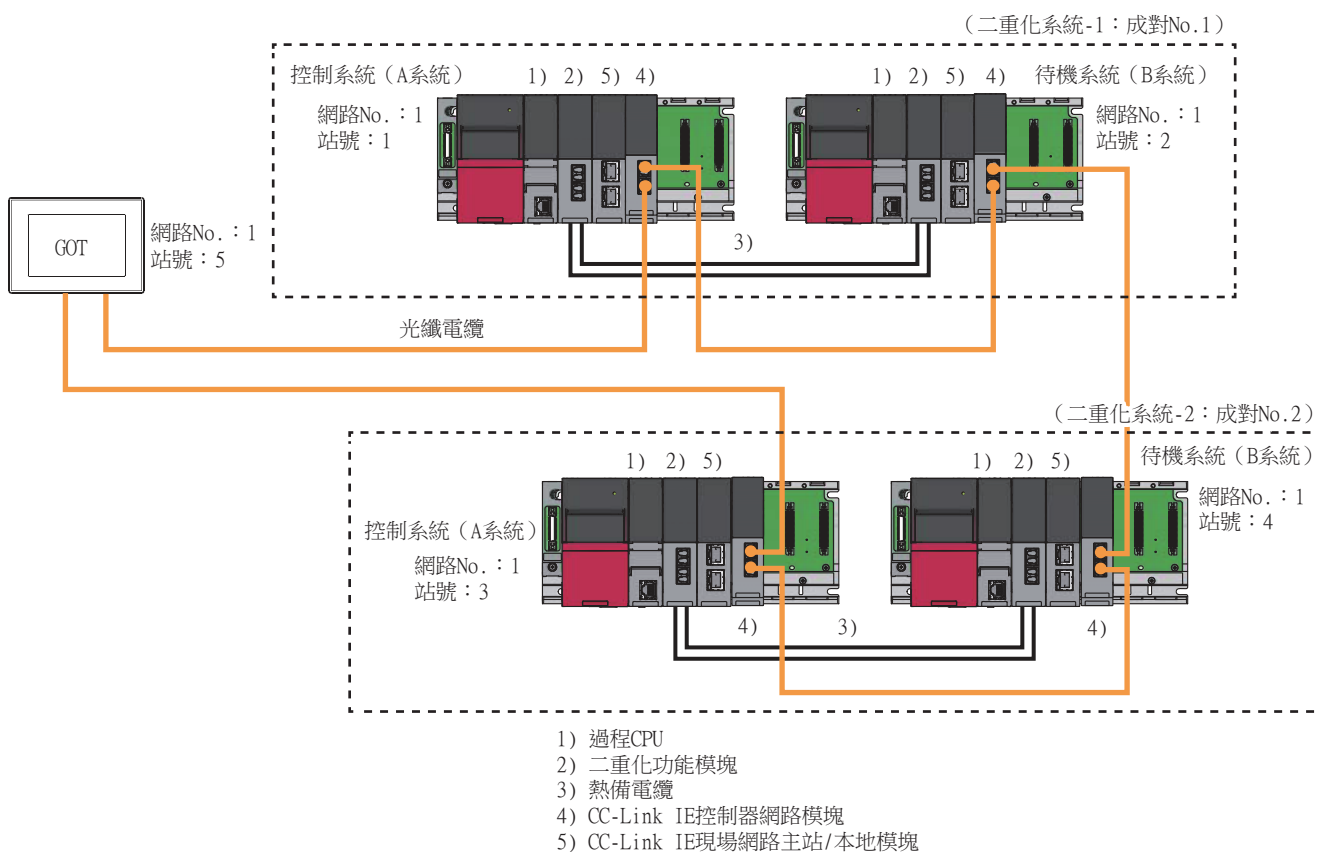 （二重化系統-1：成對No.1）
控制系統（A系統）
1) 2) 5) 4)
1) 2) 5) 4)
待機系統（B系統）
網路No.：1
站號：1
網路No.：1
站號：2
GOT
網路No.：1
站號：5
3)
光纖電纜
（二重化系統-2：成對No.2）
1) 2) 5)
1) 2) 5)
待機系統（B系統）
網路No.：1
站號：4
控制系統（A系統）
網路No.：1
站號：3
4)
3)
4)
1) 過程CPU
2) 二重化功能模塊
3) 熱備電纜
4) CC-Link IE控制器網路模塊
5) CC-Link IE現場網路主站/本地模塊